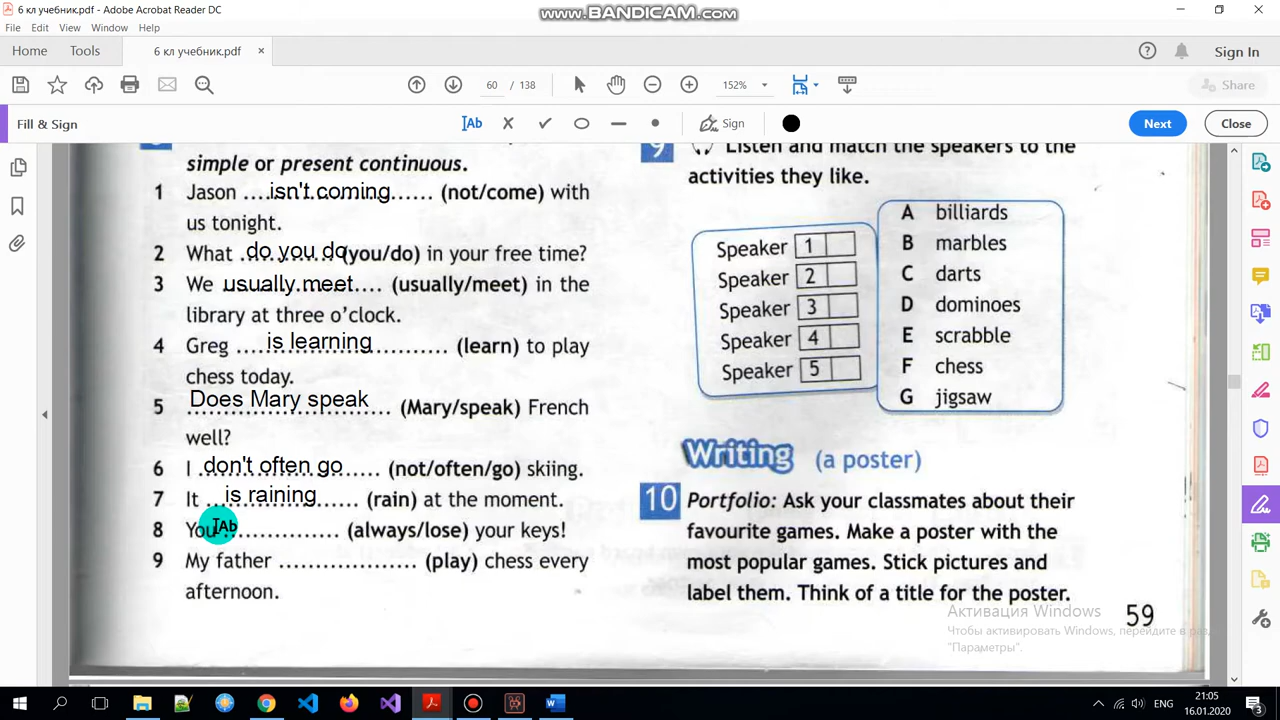 6 кл учебник.pdf - Adobe Acrobat Reader DC
www.BANDICAM.com
File Edit View Window Help
Home Tools 6 кл учебник.pdf × Sign In
60 / 138 152% Share
Fill & Sign Ab Sign Next Close
simple or present continuous.
1 Jason ....isn't coming...... (not/come) with
us tonight.
2 What .do you do (you/do) in your free time?
3 We usually meet.... (usually/meet) in the
library at three o'clock.
4 Greg ....is learning........... (learn) to play
chess today.
5 Does Mary speak... (Mary/speak) French
well?
6 I .don't often go..... (not/often/go) skiing.
7 It ...is raining...... (rain) at the moment.
8 You ................. (always/lose) your keys!
Ab
9 My father ................... (play) chess every
afternoon.
9 Listen and match the speakers to the
activities they like.
Speaker 1
Speaker 2
Speaker 3
Speaker 4
Speaker 5
A billiards
B marbles
C darts
D dominoes
E scrabble
F chess
G jigsaw
Writing (a poster)
10 Portfolio: Ask your classmates about their
favourite games. Make a poster with the
most popular games. Stick pictures and
label them. Think of a title for the poster.
59
Активация Windows
Чтобы активировать Windows, перейдите в раздел
"Параметры".
ENG
21:05
16.01.2020
3